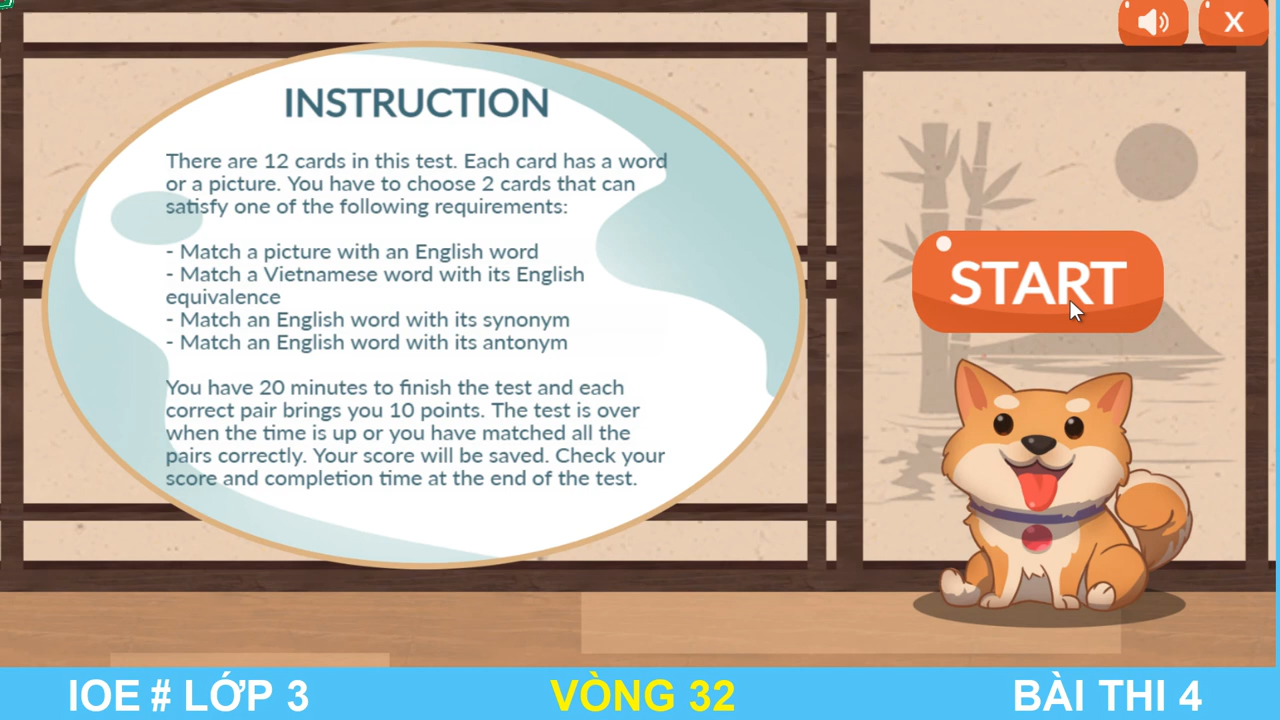 X
INSTRUCTION
There are 12 cards in this test. Each card has a word
or a picture. You have to choose 2 cards that can
satisfy one of the following requirements:
- Match a picture with an English word
- Match a Vietnamese word with its English
equivalence
- Match an English word with its synonym
- Match an English word with its antonym
You have 20 minutes to finish the test and each
correct pair brings you 10 points. The test is over
when the time is up or you have matched all the
pairs correctly. Your score will be saved. Check your
score and completion time at the end of the test.
START
IOE # LỚP 3
VÒNG 32
BÀI THI 4